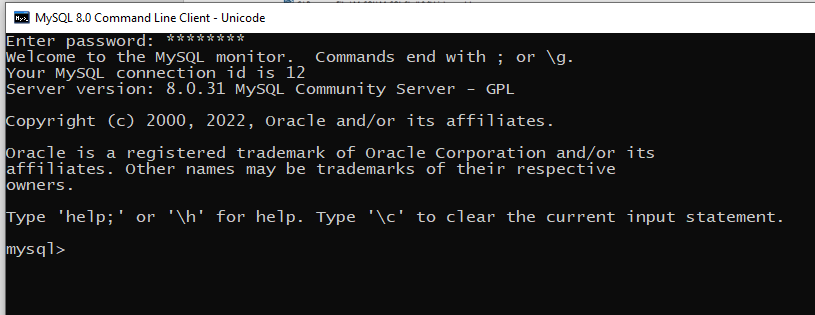 MySQL 8.0 Command Line Client - Unicode
Enter password: ********
Welcome to the MySQL monitor.  Commands end with ; or \g.
Your MySQL connection id is 12
Server version: 8.0.31 MySQL Community Server - GPL
Copyright (c) 2000, 2022, Oracle and/or its affiliates.
Oracle is a registered trademark of Oracle Corporation and/or its
affiliates. Other names may be trademarks of their respective
owners.
Type 'help;' or '\h' for help. Type '\c' to clear the current input statement.
mysql>